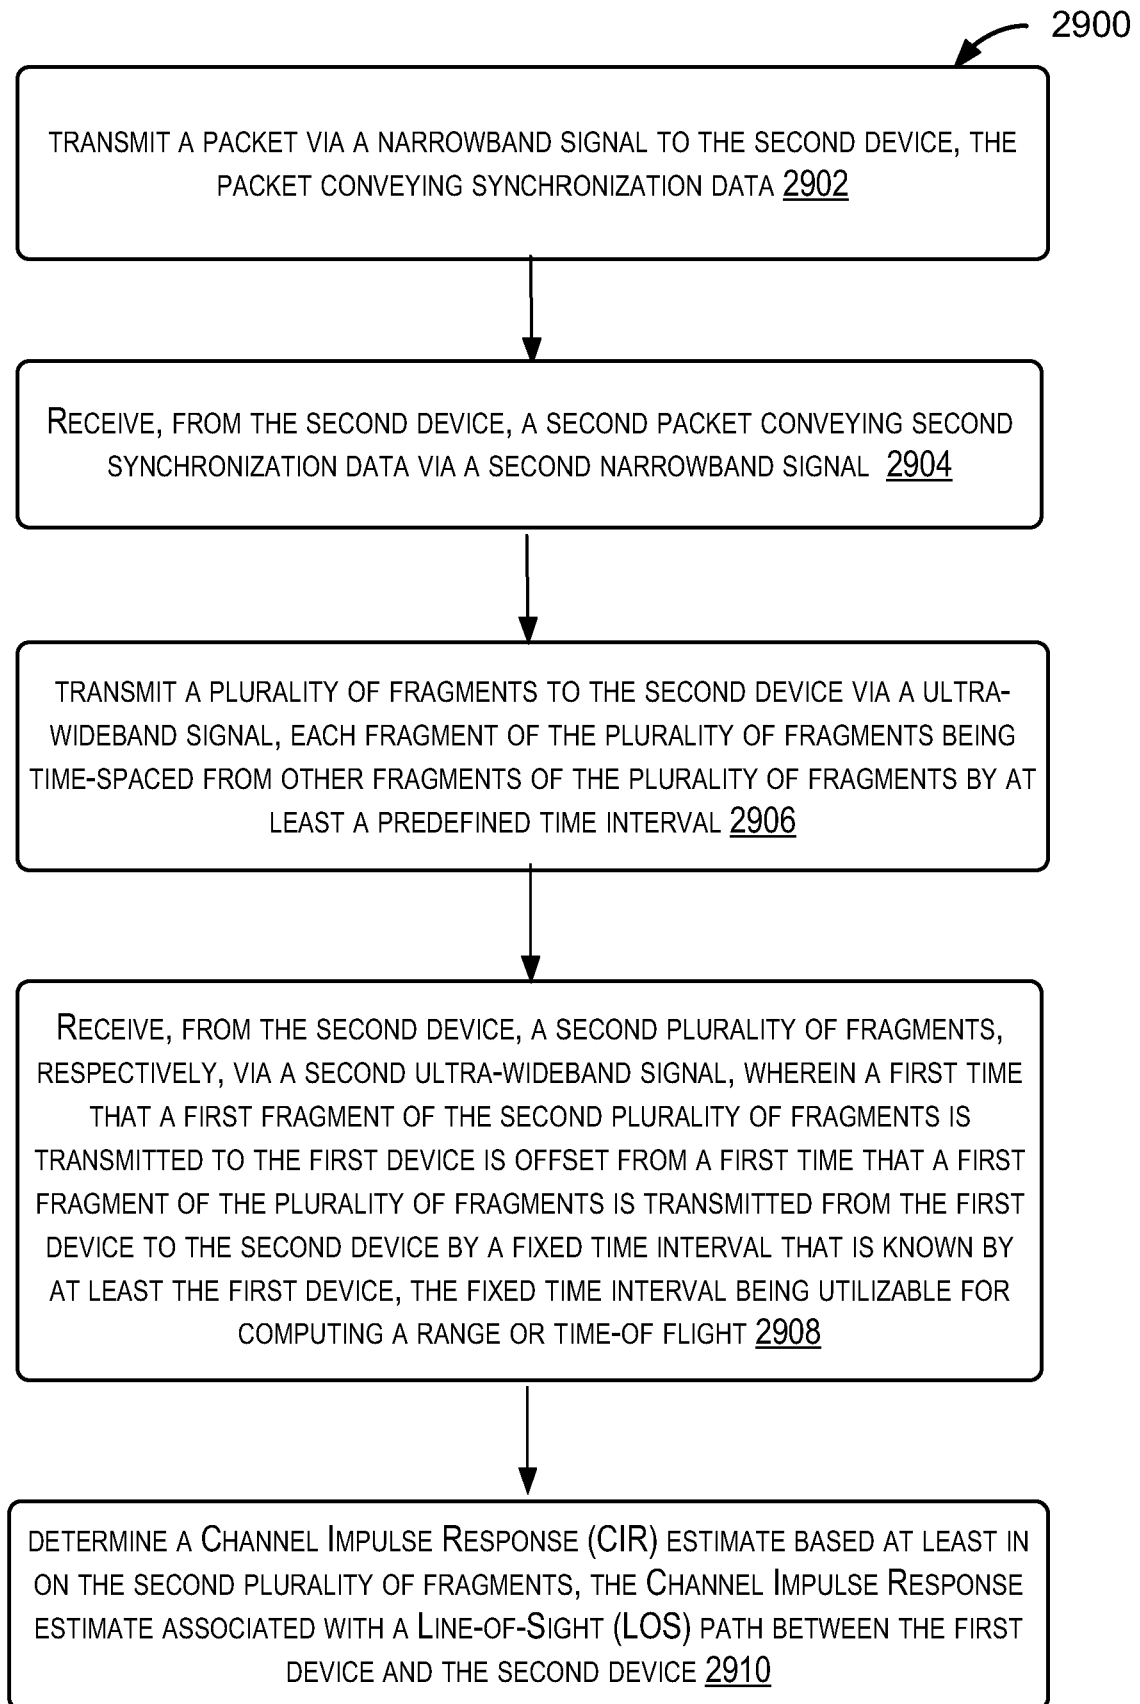 2900
TRANSMIT A PACKET VIA A NARROWBAND SIGNAL TO THE SECOND DEVICE, THE
PACKET CONVEYING SYNCHRONIZATION DATA 2902
RECEIVE, FROM THE SECOND DEVICE, A SECOND PACKET CONVEYING SECOND
SYNCHRONIZATION DATA VIA A SECOND NARROWBAND SIGNAL 2904
TRANSMIT A PLURALITY OF FRAGMENTS TO THE SECOND DEVICE VIA A ULTRA-
WIDEBAND SIGNAL, EACH FRAGMENT OF THE PLURALITY OF FRAGMENTS BEING
TIME-SPACED FROM OTHER FRAGMENTS OF THE PLURALITY OF FRAGMENTS BY AT
LEAST A PREDEFINED TIME INTERVAL 2906
RECEIVE, FROM THE SECOND DEVICE, A SECOND PLURALITY OF FRAGMENTS,
RESPECTIVELY, VIA A SECOND ULTRA-WIDEBAND SIGNAL, WHEREIN A FIRST TIME
THAT A FIRST FRAGMENT OF THE SECOND PLURALITY OF FRAGMENTS IS
TRANSMITTED TO THE FIRST DEVICE IS OFFSET FROM A FIRST TIME THAT A FIRST
FRAGMENT OF THE PLURALITY OF FRAGMENTS IS TRANSMITTED FROM THE FIRST
DEVICE TO THE SECOND DEVICE BY A FIXED TIME INTERVAL THAT IS KNOWN BY
AT LEAST THE FIRST DEVICE, THE FIXED TIME INTERVAL BEING UTILIZABLE FOR
COMPUTING A RANGE OR TIME-OF FLIGHT 2908
DETERMINE A CHANNEL IMPULSE RESPONSE (CIR) ESTIMATE BASED AT LEAST IN
ON THE SECOND PLURALITY OF FRAGMENTS, THE CHANNEL IMPULSE RESPONSE
ESTIMATE ASSOCIATED WITH A LINE-OF-SIGHT (LOS) PATH BETWEEN THE FIRST
DEVICE AND THE SECOND DEVICE 2910